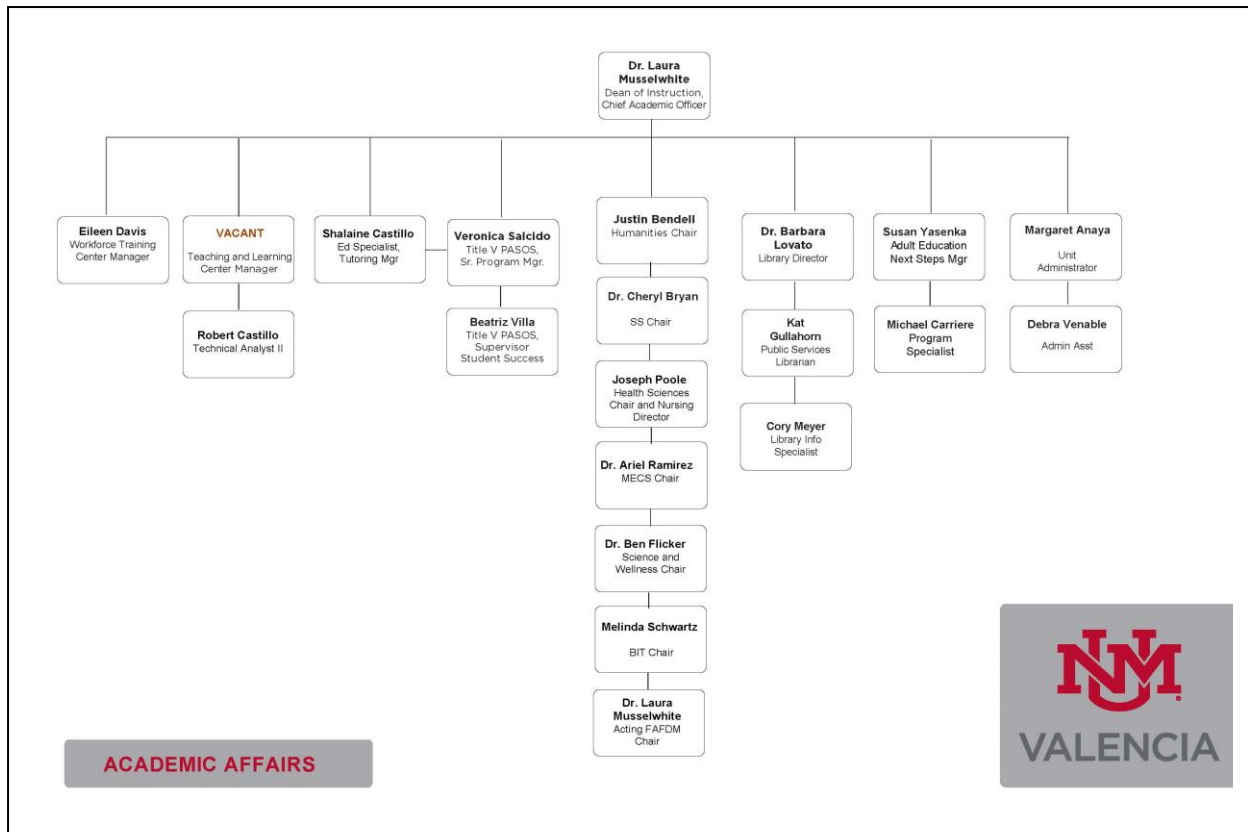 Dr. Laura
Musselwhite
Dean of Instruction,
Chief Academic Officer
Eileen Davis
Workforce Training
Center Manager
VACANT
Teaching and Learning
Center Manager
Robert Castillo
Technical Analyst II
Shalaine Castillo
Ed Specialist,
Tutoring Mgr
Veronica Salcido
Title V PASOS,
Sr. Program Mgr.
Beatriz Villa
Title V PASOS,
Supervisor
Student Success
Justin Bendell
Humanities Chair
Dr. Cheryl Bryan
SS Chair
Joseph Poole
Health Sciences
Chair and Nursing
Director
Dr. Ariel Ramirez
MECS Chair
Dr. Ben Flicker
Science and
Wellness Chair
Melinda Schwartz
BIT Chair
Dr. Laura
Musselwhite
Acting FAFDM
Chair
Dr. Barbara
Lovato
Library Director
Kat
Gullahorn
Public Services
Librarian
Cory Meyer
Library Info
Specialist
Susan Yasenka
Adult Education
Next Steps Mgr
Michael Carriere
Program
Specialist
Margaret Anaya
Unit
Administrator
Debra Venable
Admin Asst
ACADEMIC AFFAIRS
UNM
VALENCIA